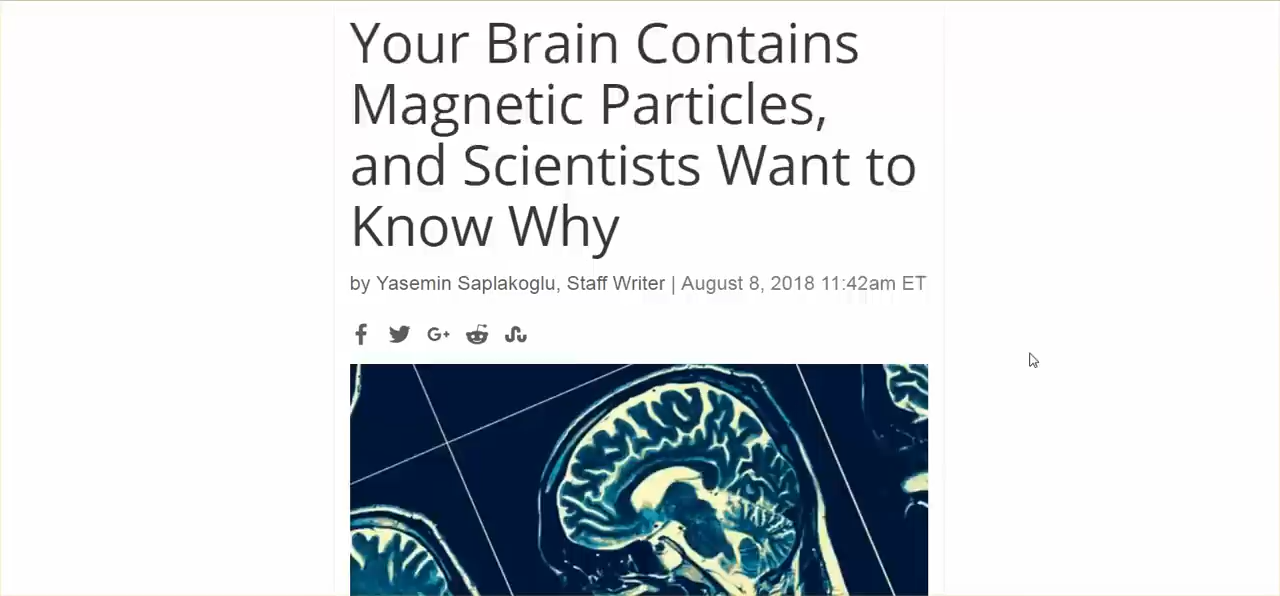 Your Brain Contains
Magnetic Particles,
and Scientists Want to
Know Why
by Yasemin Saplakoglu, Staff Writer | August 8, 2018 11:42am ET
G+